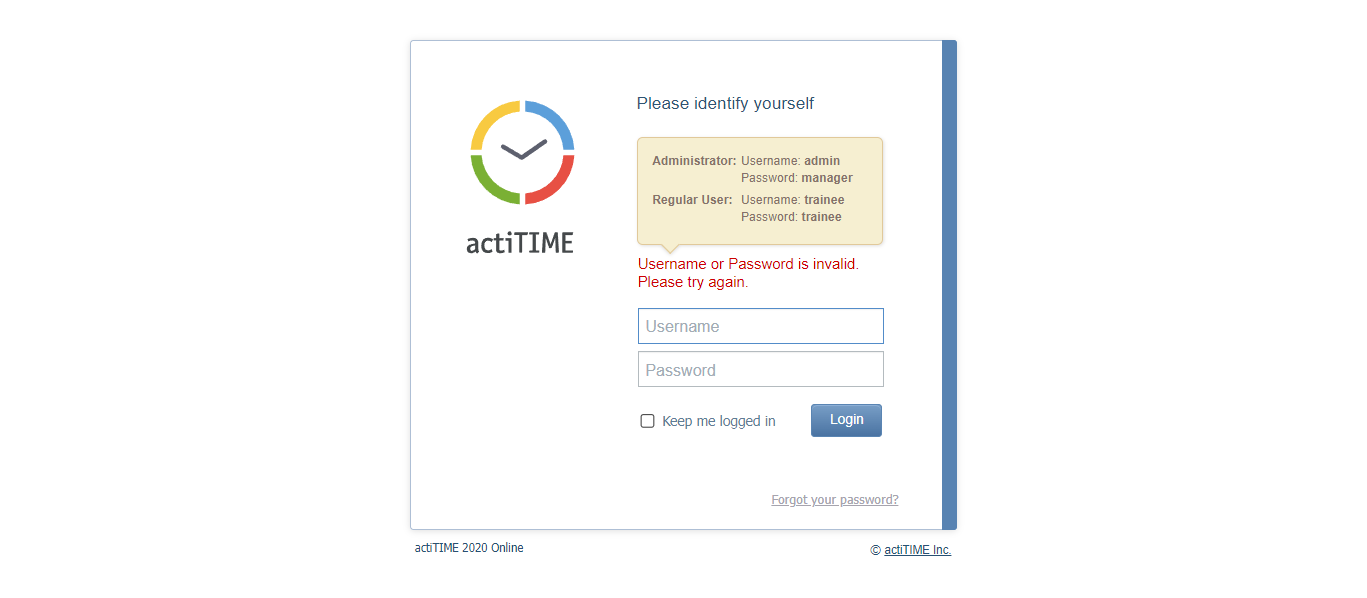 Please identify yourself
Administrator: Username: admin
Password: manager
Regular User: Username: trainee
Password: trainee
actiTIME
Username or Password is invalid.
Please try again.
Username
Password
Keep me logged in
Login
Forgot your password?
actiTIME 2020 Online
© actiTIME Inc.